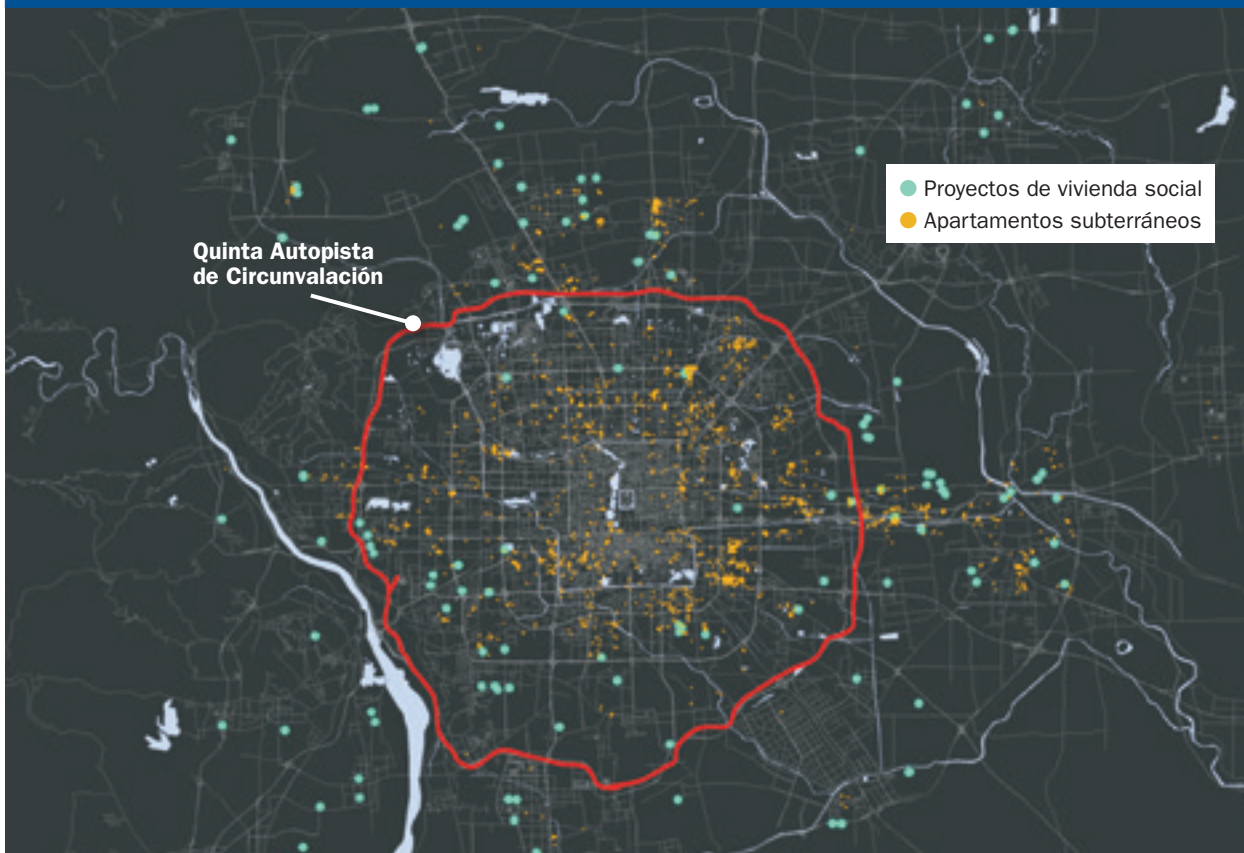 Proyectos de vivienda social
Apartamentos subterráneos
Quinta Autopista
de Circunvalación